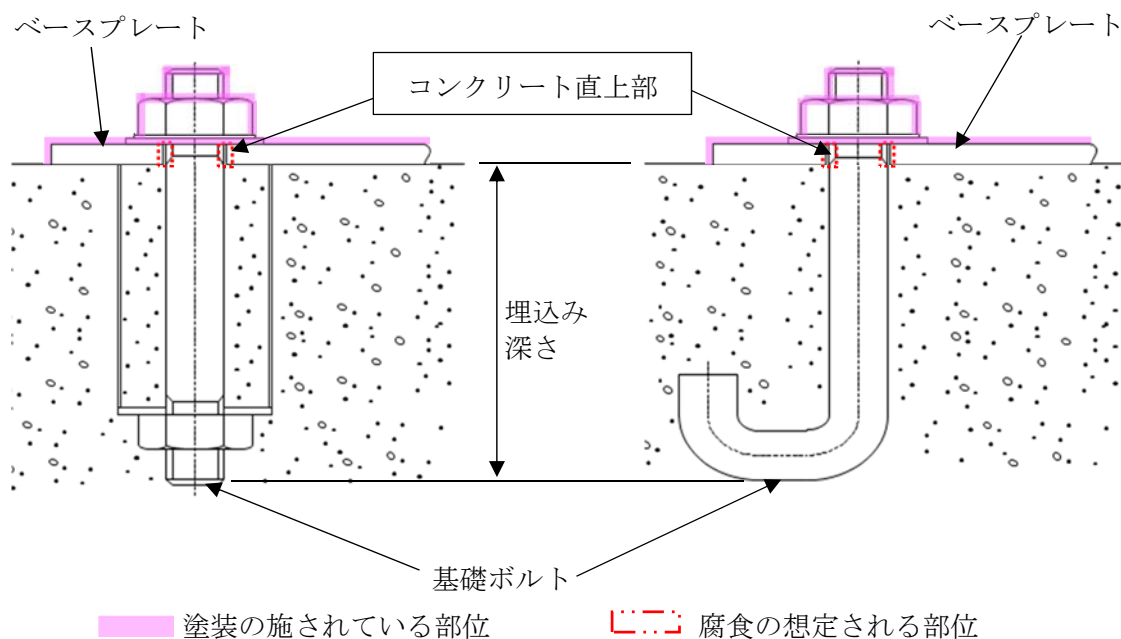 ベースプレート
ベースプレート
コンクリート直上部
埋込み
深さ
基礎ボルト
塗装の施されている部位
腐食の想定される部位